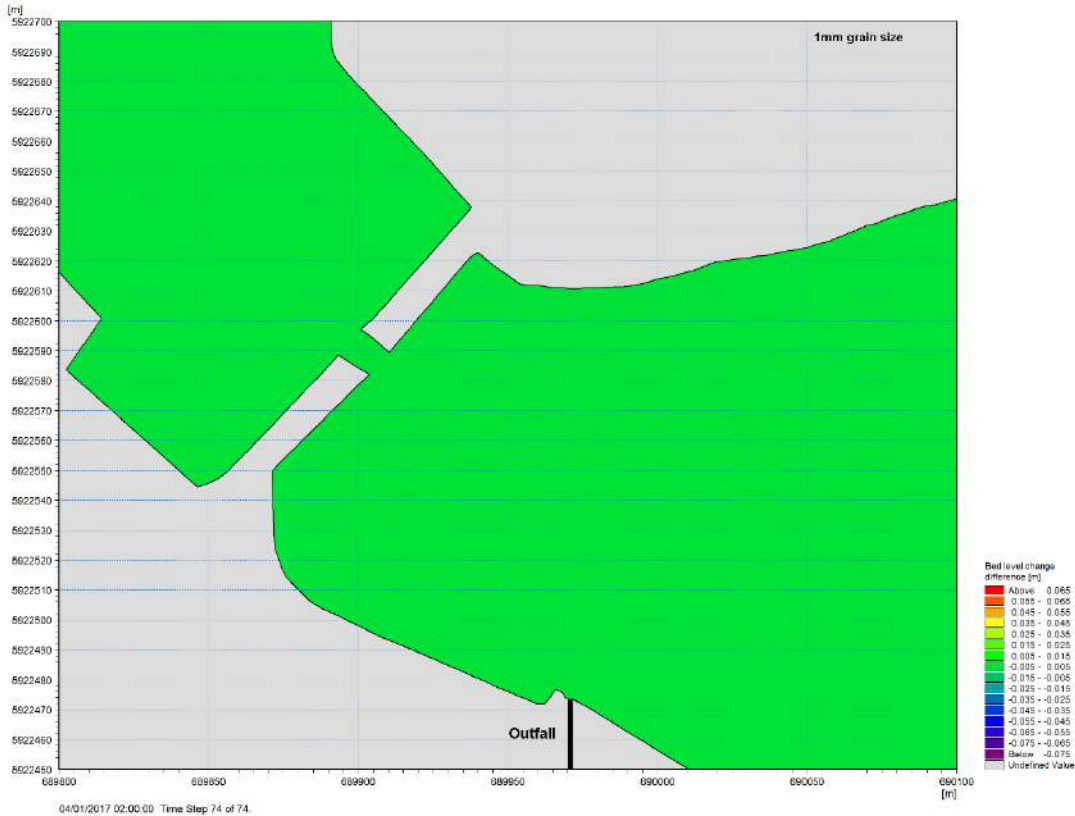 [m]
5922700
1mm grain size
5922690
5922680
5922670
5922660
5922650
5922640
5922630
5922620
5922610
5922600
5922590
5922580
5922570
5922560
5922550
5922540
5922530
5922520
5922510
5922500
5922490
5922480
5922470
5922460
5922450
Outfall
689800 689850 689900 689950 690000 690050 690100
[m]
04/01/2017 02:00:00 Time Step 74 of 74.
Bed level change
difference [m]
Above 0.065
0.055 - 0.065
0.045 - 0.055
0.035 - 0.045
0.025 - 0.035
0.015 - 0.025
0.005 - 0.015
-0.005 - 0.005
-0.015 - -0.005
-0.025 - -0.015
-0.035 - -0.025
-0.045 - -0.035
-0.055 - -0.045
-0.065 - -0.055
-0.075 - -0.065
Below -0.075
Undefined Value